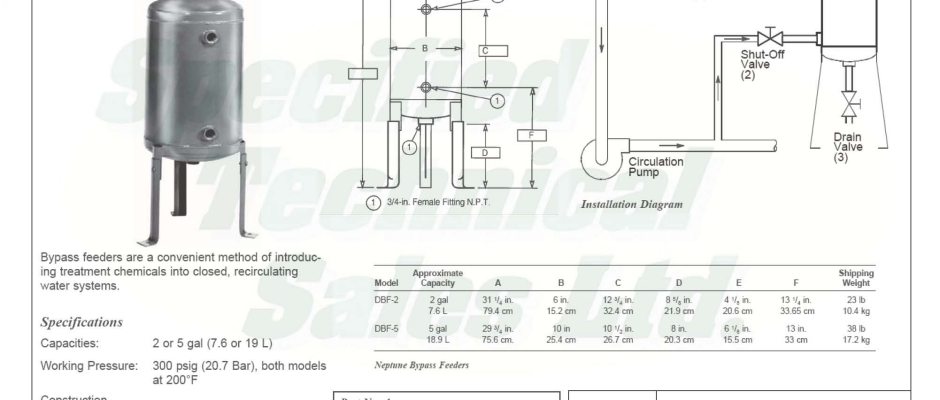 Specified
Technical
Sales Ltd
B
C
1
D
F
1
1 3/4-in. Female Fitting N.P.T.
Shut-Off
Valve
(2)
Drain
Valve
(3)
Circulation
Pump
Installation Diagram
Bypass feeders are a convenient method of introduc-
ing treatment chemicals into closed, recirculating
water systems.
Specifications
Capacities: 2 or 5 gal (7.6 or 19 L)
Working Pressure: 300 psig (20.7 Bar), both models
at 200°F
Approximate Shipping
Model Capacity A B C D E F Weight
DBF-2 2 gal 31 1/4 in. 6 in. 12 3/4 in. 8 5/8 in. 4 1/8 in. 13 1/4 in. 23 lb
7.6 L 79.4 cm 15.2 cm 32.4 cm 21.9 cm 20.6 cm 33.65 cm 10.4 kg
DBF-5 5 gal 29 3/4 in. 10 in 10 1/2 in. 8 in. 6 1/8 in. 13 in. 38 lb
18.9 L 75.6 cm. 25.4 cm 26.7 cm 20.3 cm 15.5 cm 33 cm 17.2 kg
Neptune Bypass Feeders